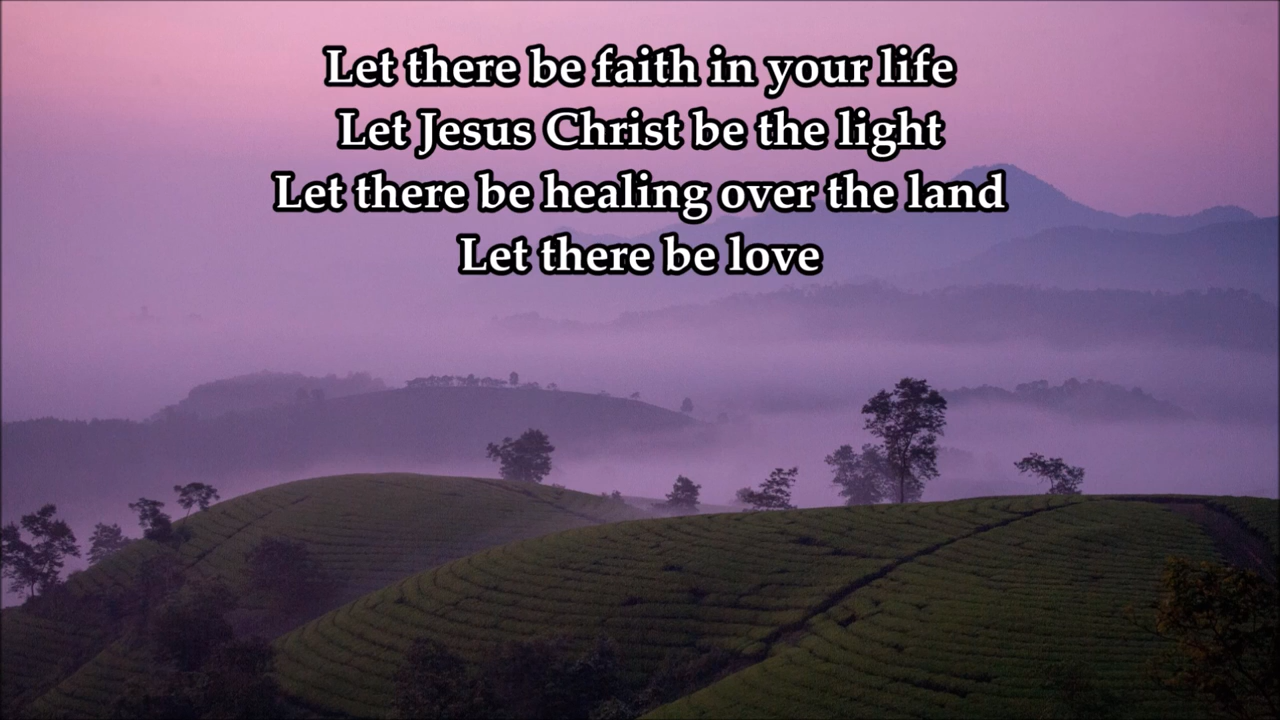 Let there be faith in your life
Let Jesus Christ be the light
Let there be healing over the land
Let there be love